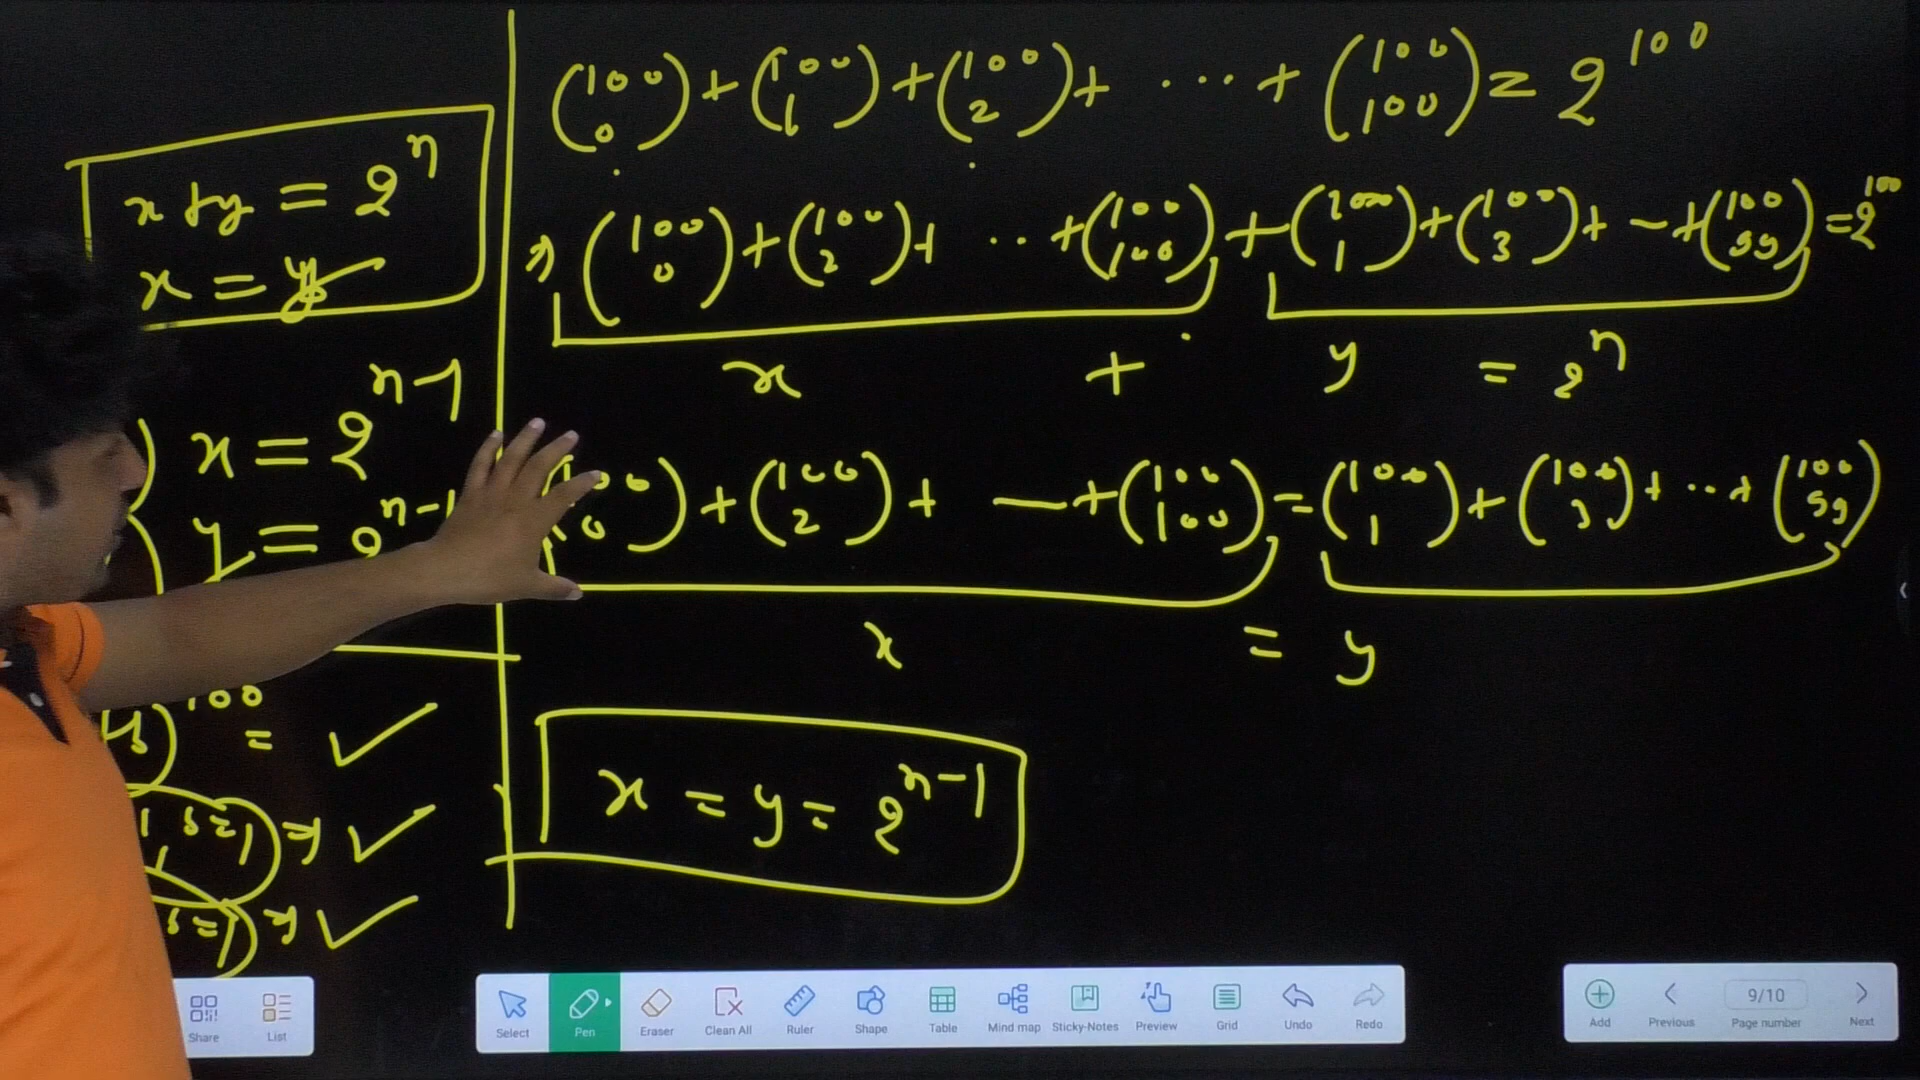 x + y = 2^n
x = y
x = 2^{n-1}
y = 2^{n-1}
)^{100} =
(100 0) + (100 1) + (100 2) + ... + (100 100) = 2^{100}
(100 0) + (100 2) + .. + (100 100) + (100 1) + (100 3) + - + (100 99) = 2^{100}
x + y = 2^n
(100 0) + (100 2) + — + (100 100) = (100 1) + (100 3) + ... + (100 99)
x = y
x = y = 2^{n-1}
Share List
Select Pen Eraser Clean All Ruler Shape Table Mind map Sticky-Notes Preview Grid Undo Redo
9/10
Add Previous Page number Next